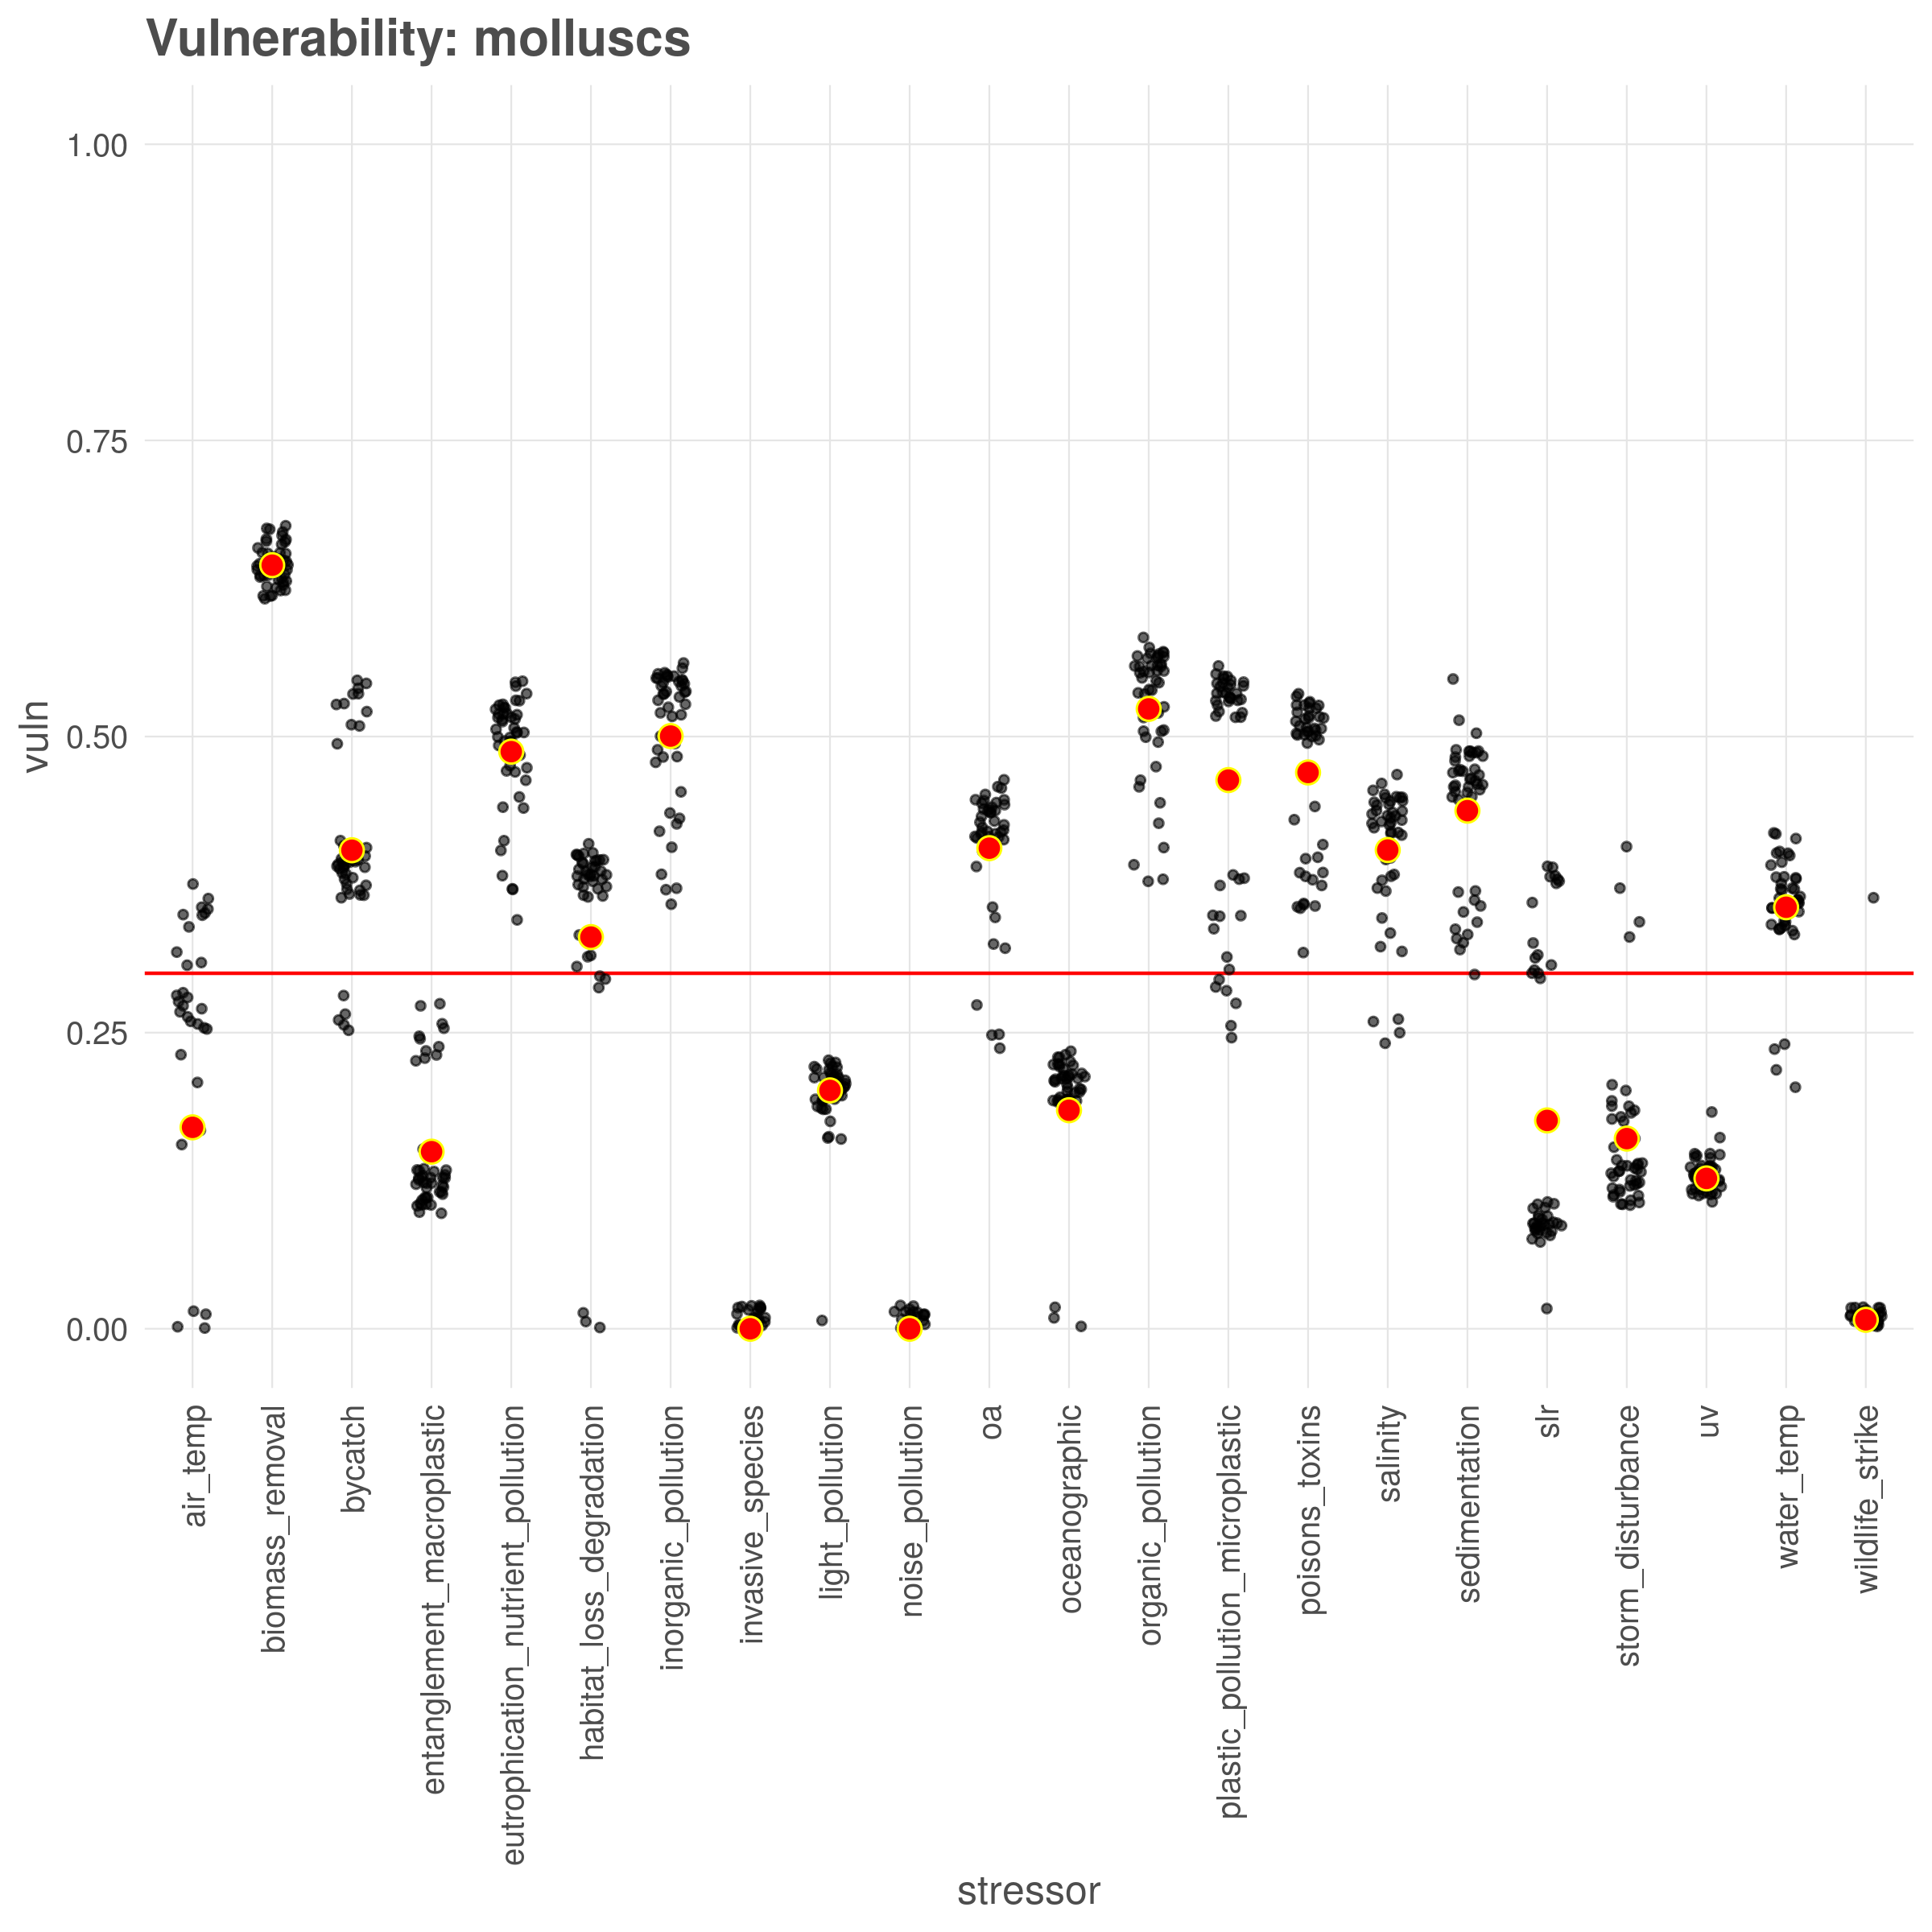 Vulnerability: molluscs
1.00
0.75
0.50
0.25
0.00
vuln
air_temp
biomass_removal
bycatch
entanglement_macroplastic
eutrophication_nutrient_pollution
habitat_loss_degradation
inorganic_pollution
invasive_species
light_pollution
noise_pollution
oa
oceanographic
organic_pollution
plastic_pollution_microplastic
poisons_toxins
salinity
sedimentation
slr
storm_disturbance
uv
water_temp
wildlife_strike
stressor